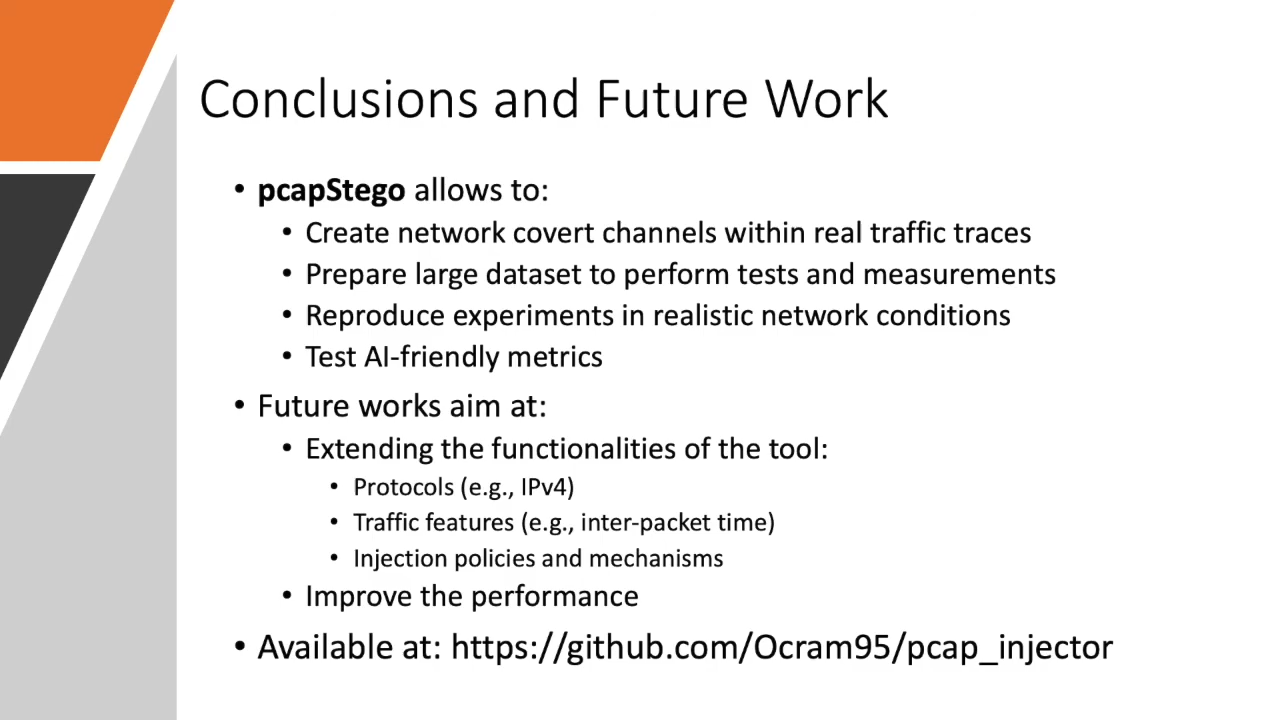 Conclusions and Future Work
• pcapStego allows to:
• Create network covert channels within real traffic traces
• Prepare large dataset to perform tests and measurements
• Reproduce experiments in realistic network conditions
• Test AI-friendly metrics
• Future works aim at:
• Extending the functionalities of the tool:
• Protocols (e.g., IPv4)
• Traffic features (e.g., inter-packet time)
• Injection policies and mechanisms
• Improve the performance
• Available at: https://github.com/Ocram95/pcap_injector